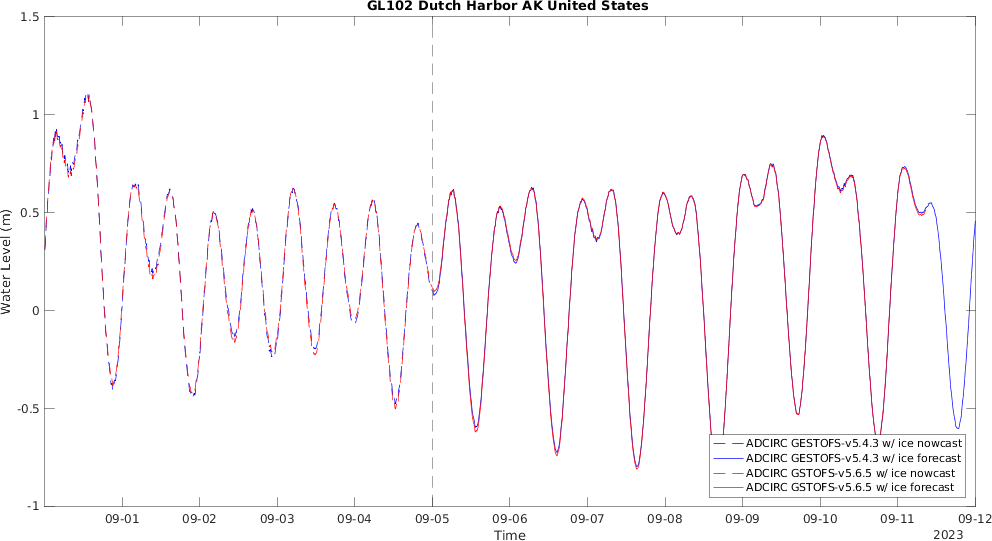 GL102 Dutch Harbor AK United States
1.5
1
0.5
0
-0.5
-1
Water Level (m)
09-01 09-02 09-03 09-04 09-05 09-06 09-07 09-08 09-09 09-10 09-11 09-12
Time
2023
ADCIRC GESTOFS-v5.4.3 w/ ice nowcast
ADCIRC GESTOFS-v5.4.3 w/ ice forecast
ADCIRC GSTOFS-v5.6.5 w/ ice nowcast
ADCIRC GSTOFS-v5.6.5 w/ ice forecast